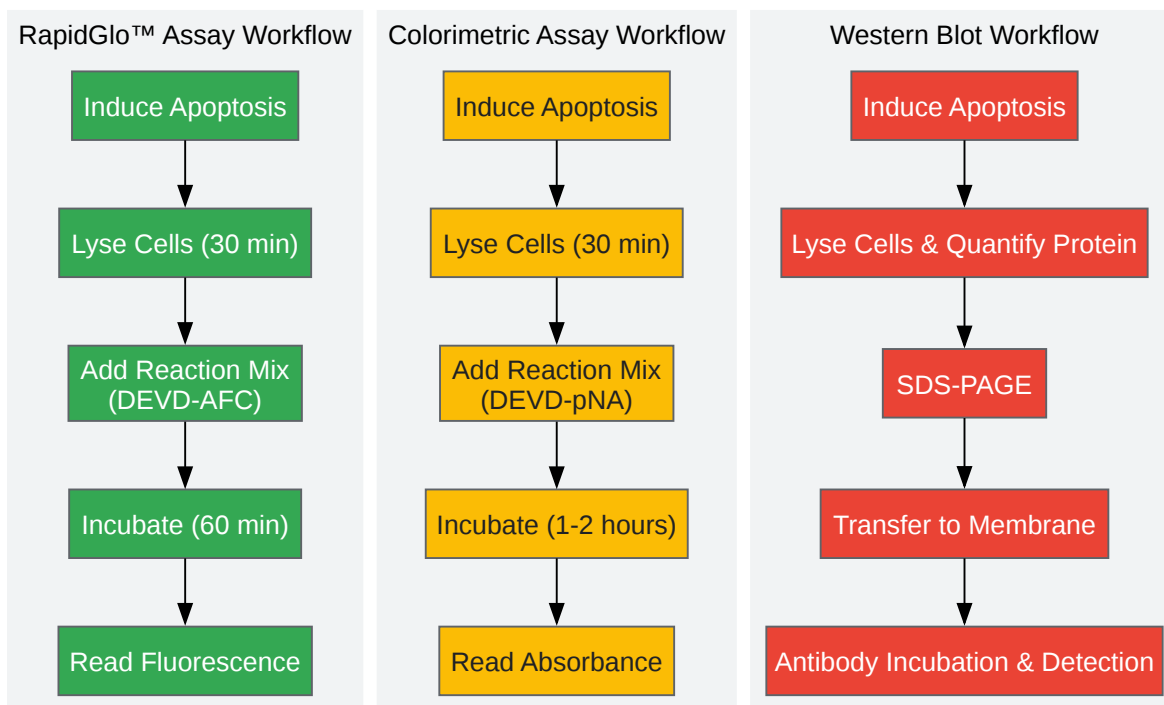 RapidGlo™ Assay Workflow
Induce Apoptosis
Lyse Cells (30 min)
Add Reaction Mix
(DEVD-AFC)
Incubate (60 min)
Read Fluorescence
Colorimetric Assay Workflow
Induce Apoptosis
Lyse Cells (30 min)
Add Reaction Mix
(DEVD-pNA)
Incubate (1-2 hours)
Read Absorbance
Western Blot Workflow
Induce Apoptosis
Lyse Cells & Quantify Protein
SDS-PAGE
Transfer to Membrane
Antibody Incubation & Detection